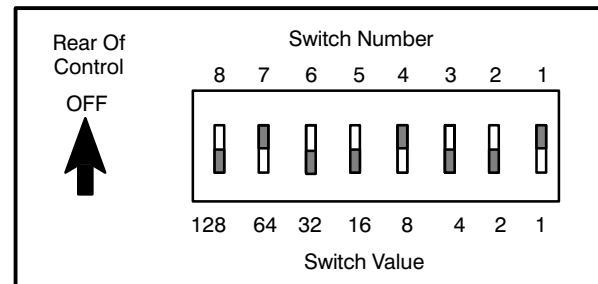 Rear Of
Control
OFF
Switch Number
8 7 6 5 4 3 2 1
128 64 32 16 8 4 2 1
Switch Value